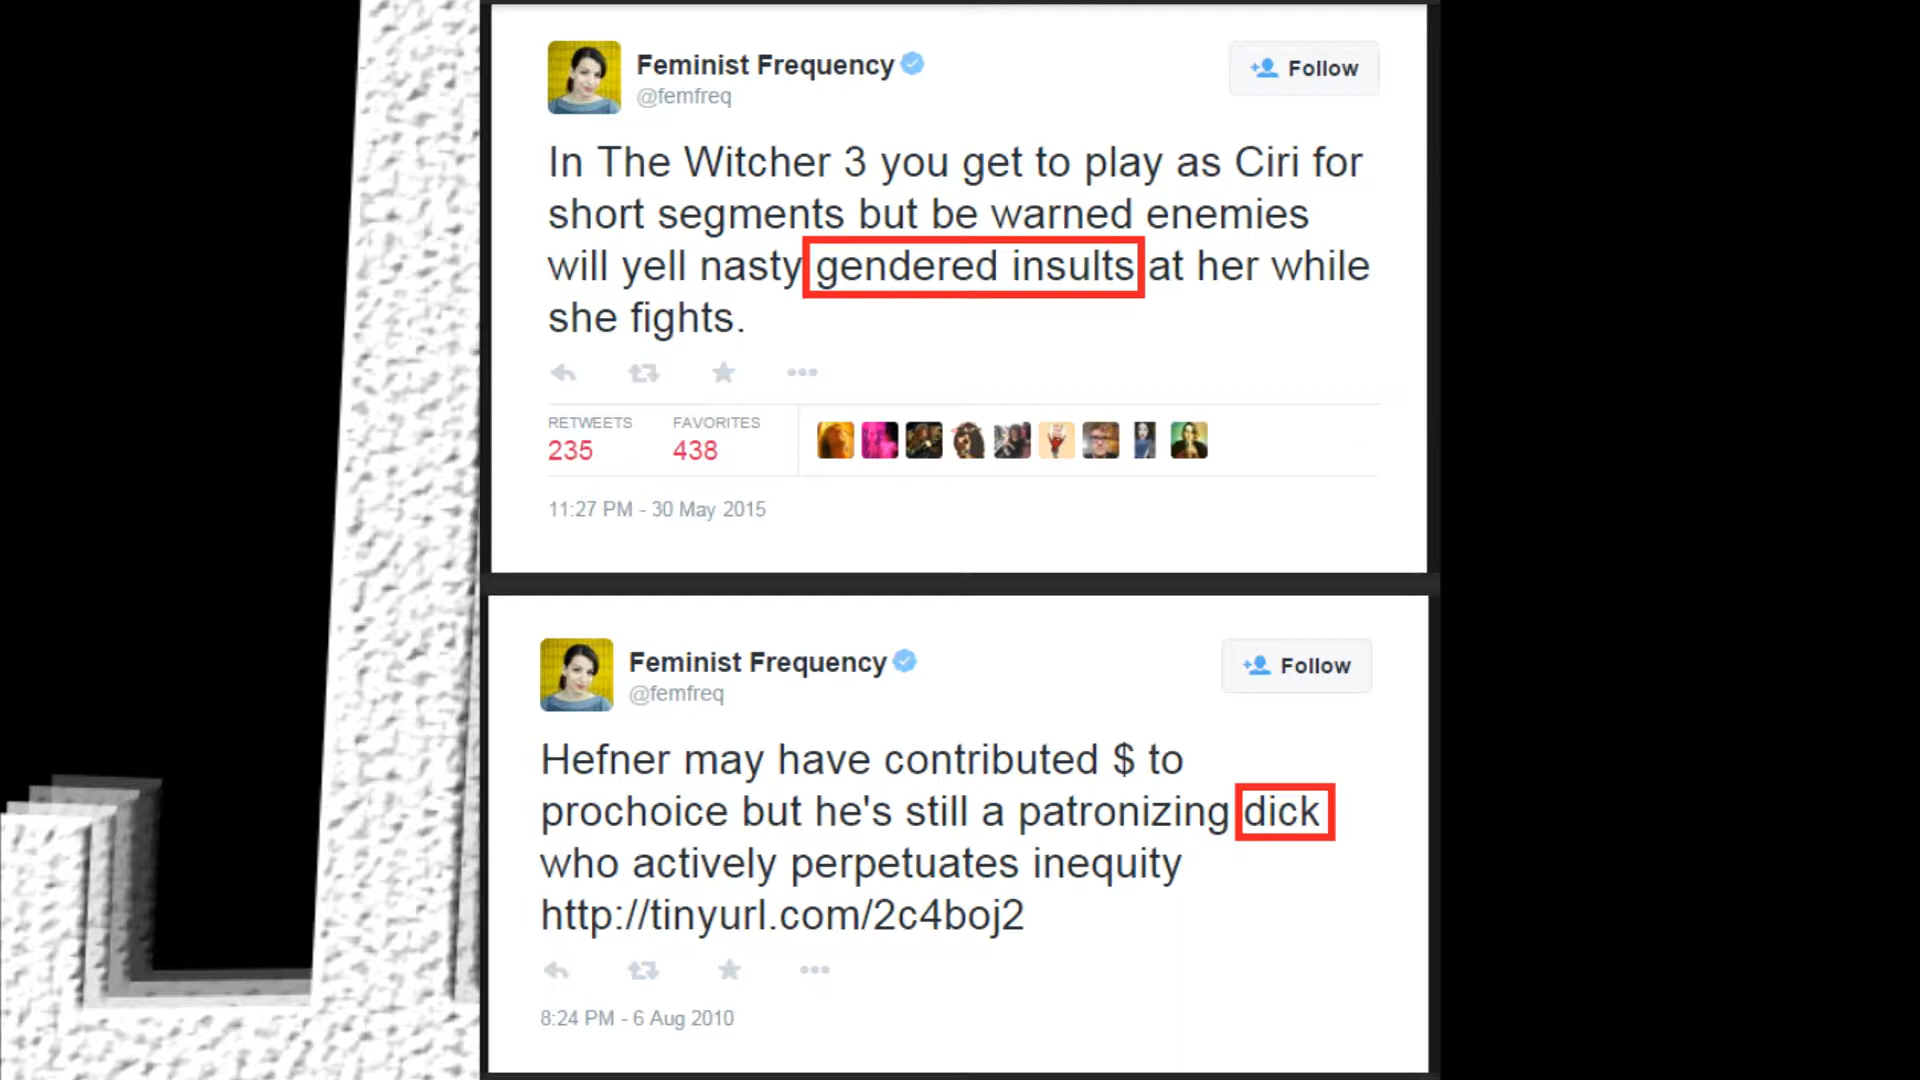 Feminist Frequency
@femfreq
Follow
In The Witcher 3 you get to play as Ciri for
short segments but be warned enemies
will yell nasty gendered insults at her while
she fights.
RETWEETS FAVORITES
235 438
11:27 PM - 30 May 2015
Feminist Frequency
@femfreq
Follow
Hefner may have contributed $ to
prochoice but he's still a patronizing dick
who actively perpetuates inequity
http://tinyurl.com/2c4boj2
8:24 PM - 6 Aug 2010